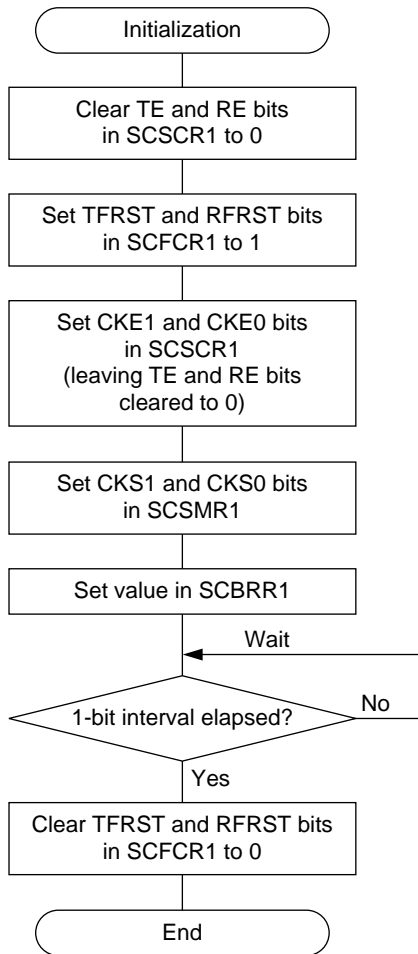 Initialization
Clear TE and RE bits
in SCSCR1 to 0
Set TFRST and RFRST bits
in SCFCR1 to 1
Set CKE1 and CKE0 bits
in SCSCR1
(leaving TE and RE bits
cleared to 0)
Set CKS1 and CKS0 bits
in SCSMR1
Set value in SCBRR1
Wait
1-bit interval elapsed?
No
Yes
Clear TFRST and RFRST bits
in SCFCR1 to 0
End